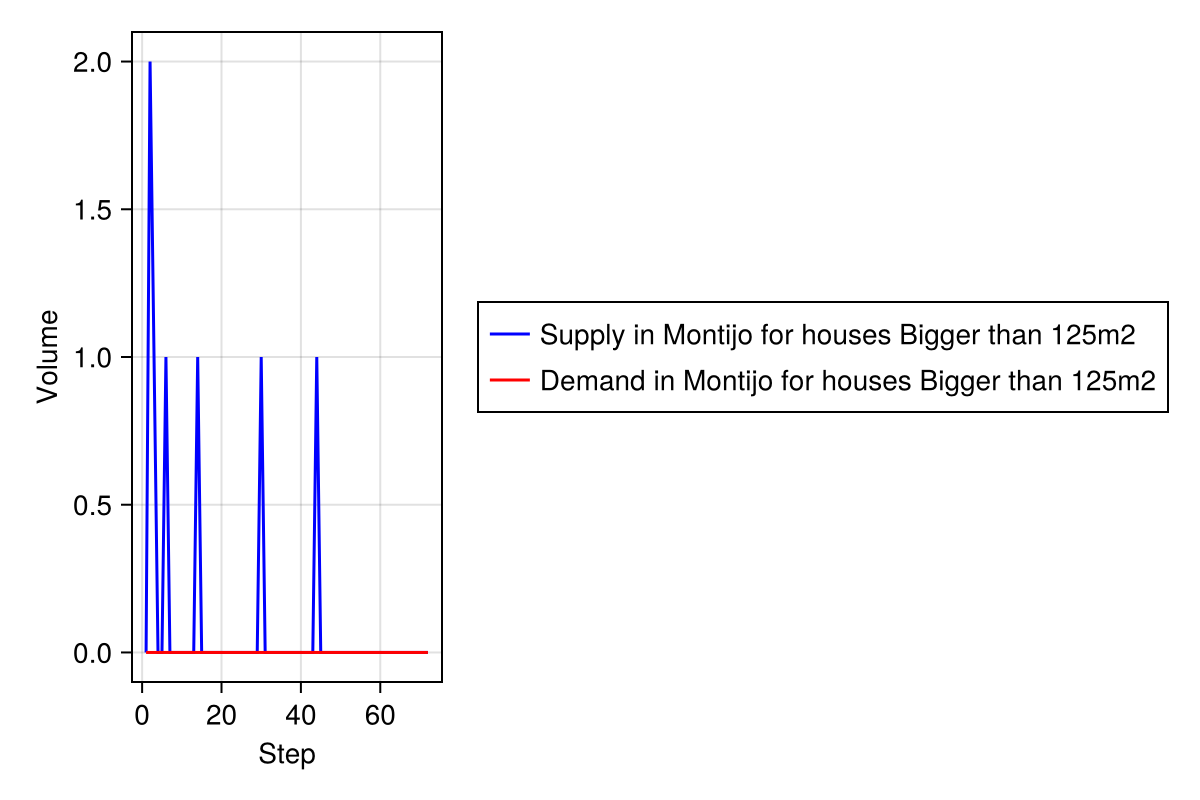 2.0
1.5
1.0
0.5
0.0
Volume
0 20 40 60
Step
Supply in Montijo for houses Bigger than 125m2
Demand in Montijo for houses Bigger than 125m2